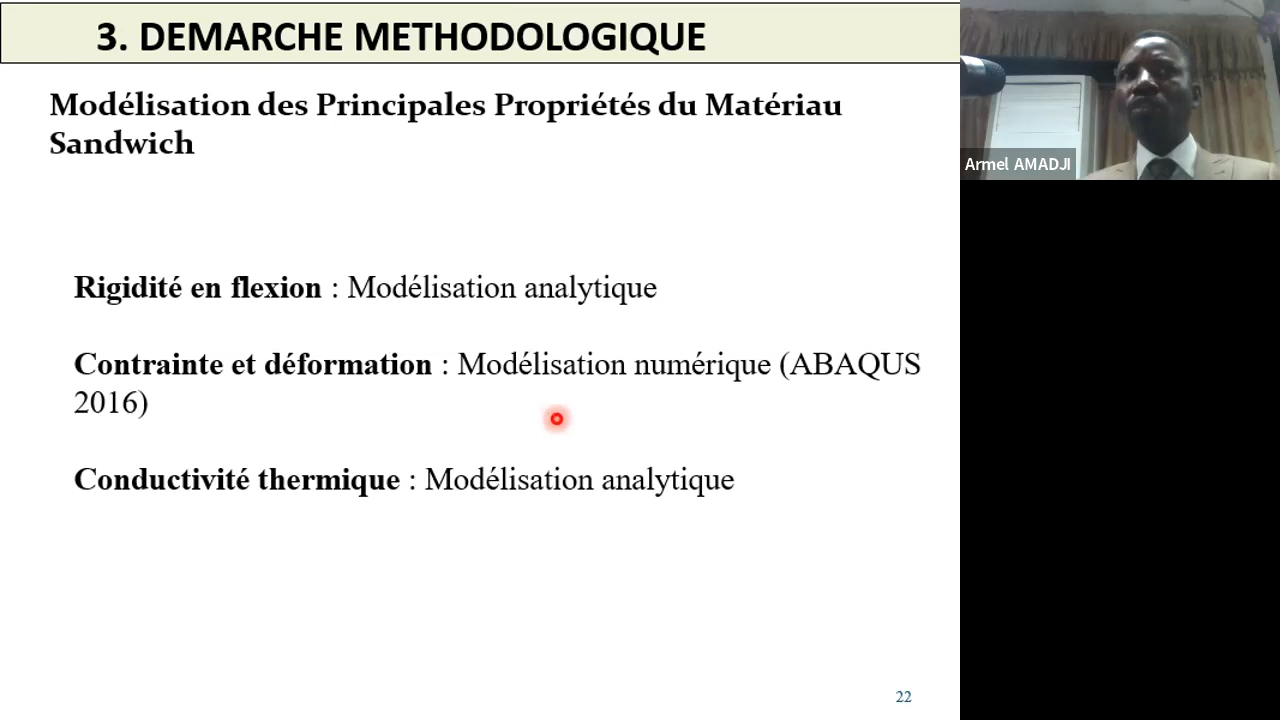 3. DEMARCHE METHODOLOGIQUE
Modélisation des Principales Propriétés du Matériau
Sandwich
Rigidité en flexion : Modélisation analytique
Contrainte et déformation : Modélisation numérique (ABAQUS
2016)
Conductivité thermique : Modélisation analytique
22
Armel AMADJI